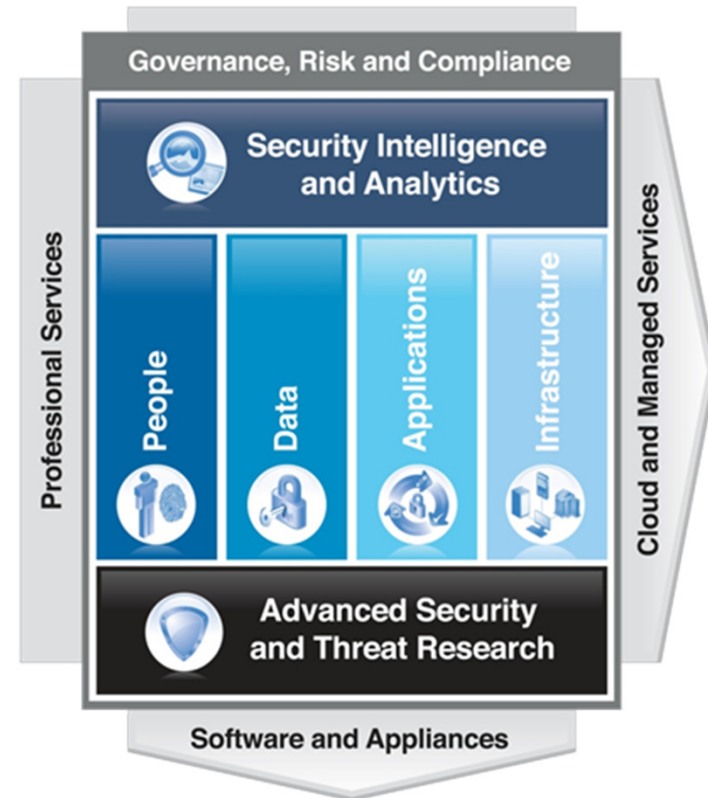 Governance, Risk and Compliance
Security Intelligence
and Analytics
Professional Services
People
Data
Applications
Infrastructure
Cloud and Managed Services
Advanced Security
and Threat Research
Software and Appliances